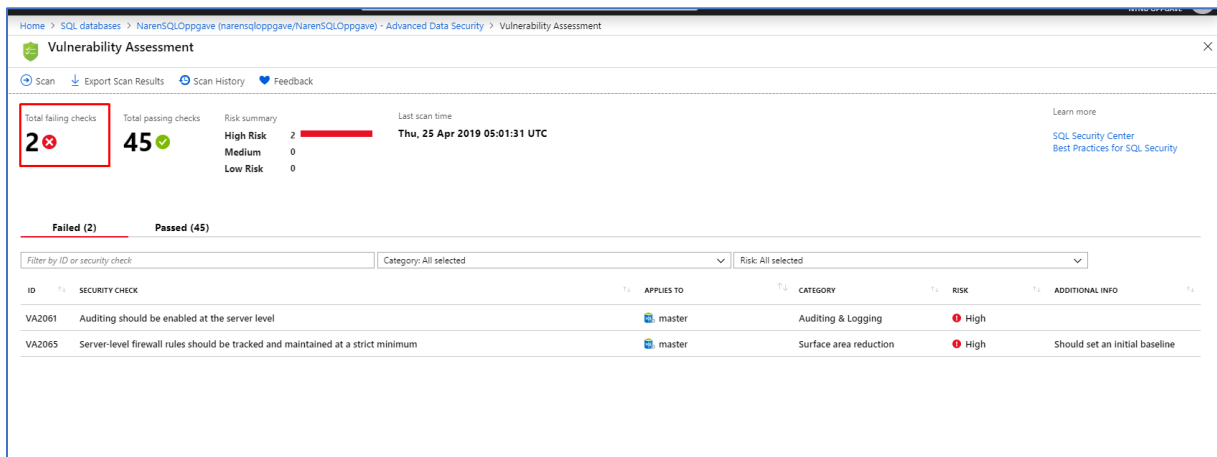 Home > SQL databases > NarenSQLOppgave (narensqloppgave/NarenSQLOppgave) - Advanced Data Security > Vulnerability Assessment
Vulnerability Assessment
Scan Export Scan Results Scan History Feedback
Total failing checks Total passing checks Risk summary Last scan time Learn more
2 45 High Risk 2 Thu, 25 Apr 2019 05:01:31 UTC SQL Security Center
Medium 0 Best Practices for SQL Security
Low Risk 0
Failed (2) Passed (45)
Filter by ID or security check Category: All selected Risk: All selected
ID SECURITY CHECK APPLIES TO CATEGORY RISK ADDITIONAL INFO
VA2061 Auditing should be enabled at the server level master Auditing & Logging High
VA2065 Server-level firewall rules should be tracked and maintained at a strict minimum master Surface area reduction High Should set an initial baseline